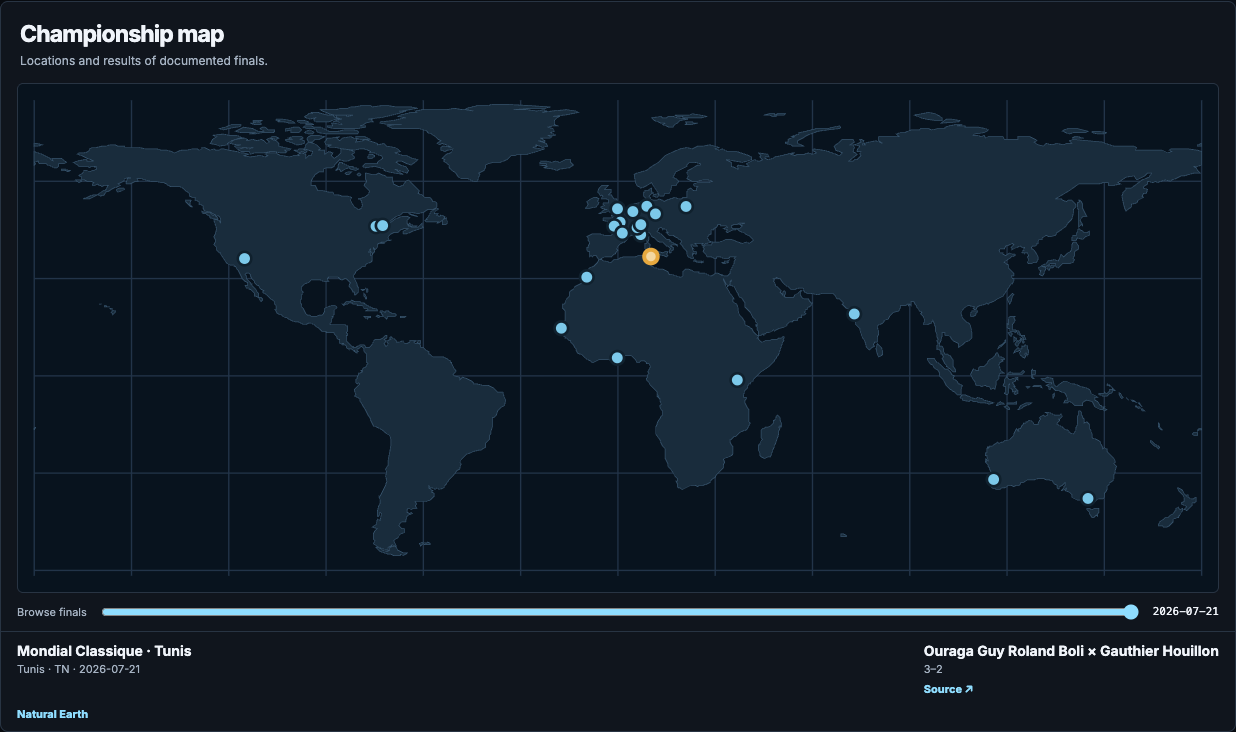 Championship map
Locations and results of documented finals.
Browse finals
2026-07-21
Mondial Classique · Tunis
Tunis · TN · 2026-07-21
Ouraga Guy Roland Boli × Gauthier Houillon
3–2
Source ↗
Natural Earth